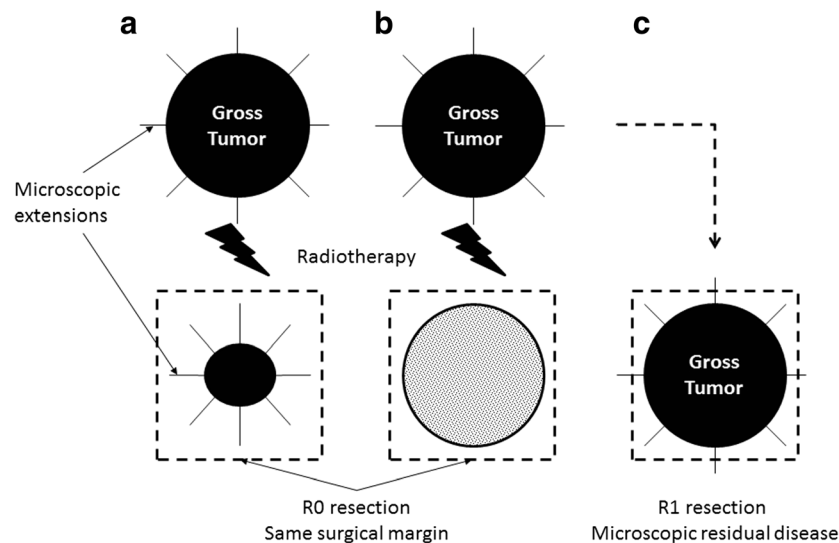 a
b
c
Gross
Tumor
Gross
Tumor
Microscopic
extensions
Radiotherapy
Gross
Tumor
R0 resection
Same surgical margin
R1 resection
Microscopic residual disease